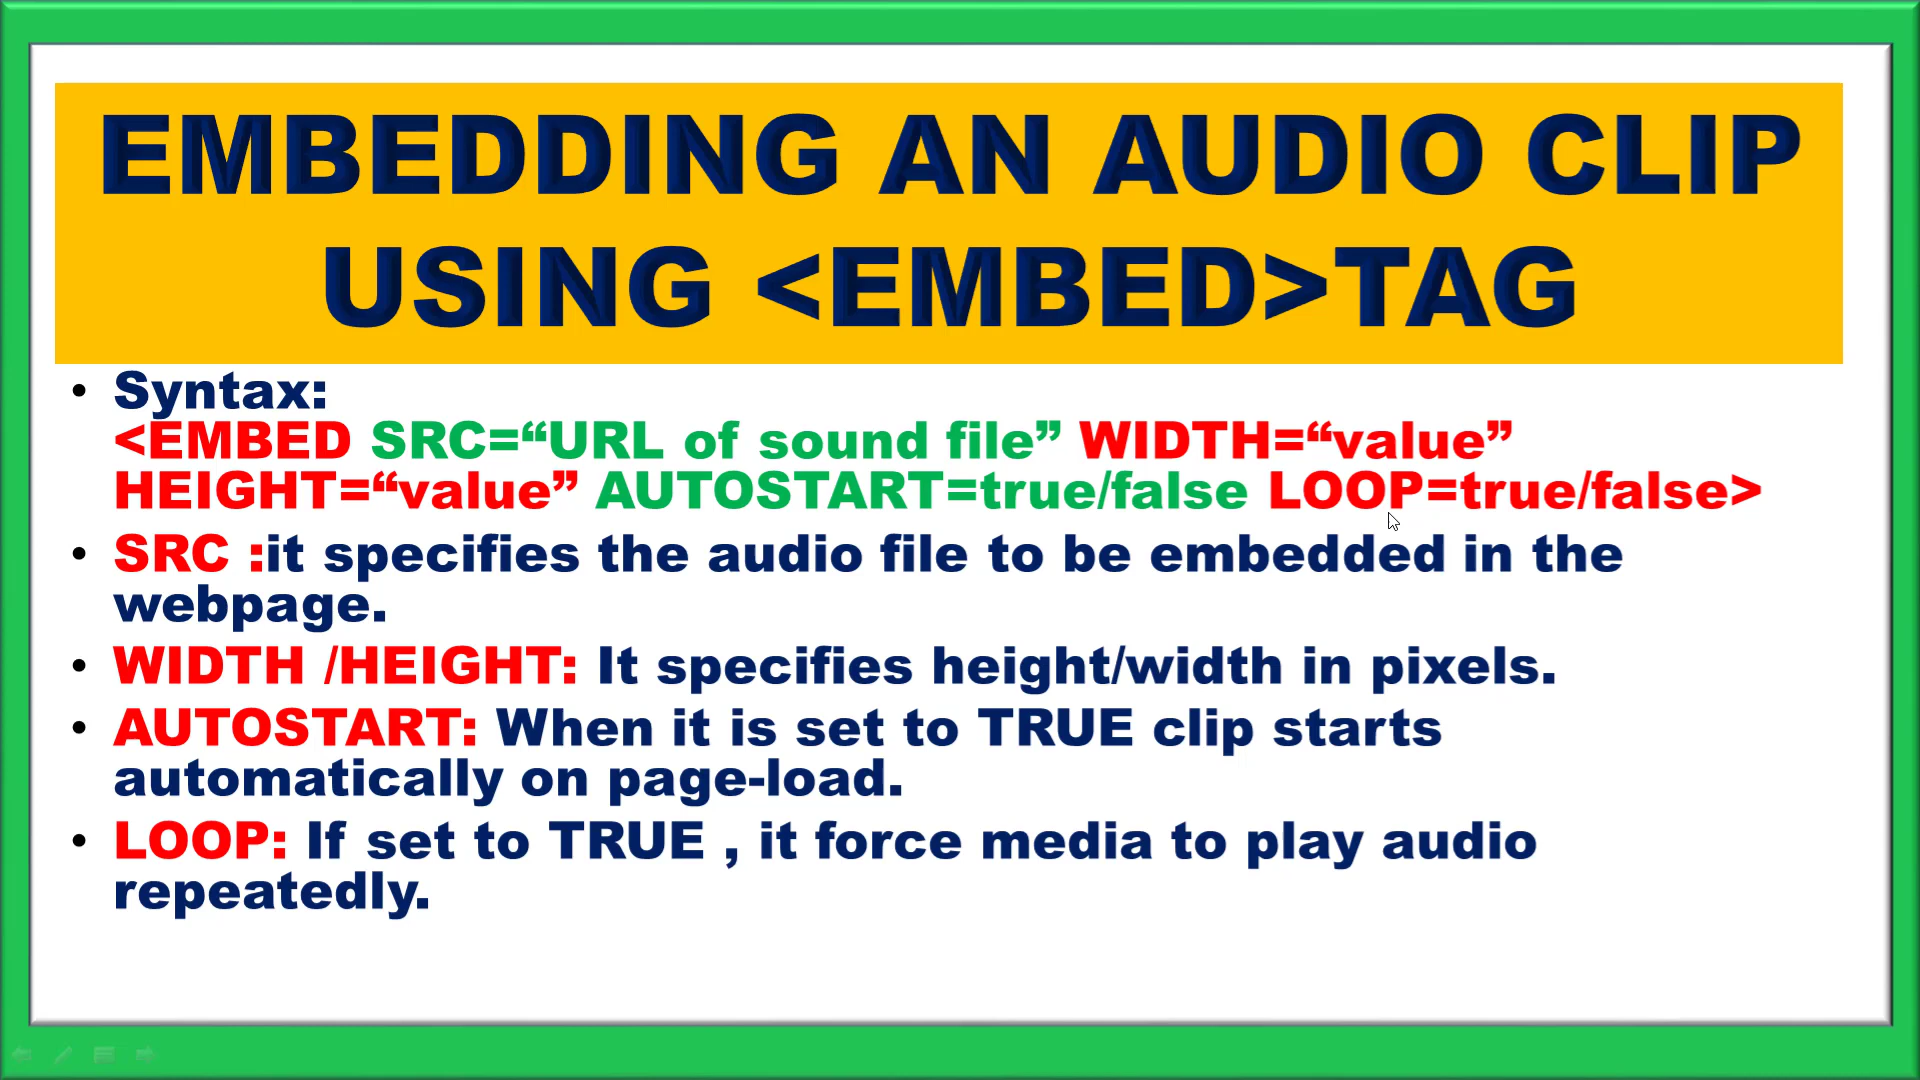 EMBEDDING AN AUDIO CLIP
USING <EMBED>TAG
• Syntax:
<EMBED SRC=“URL of sound file” WIDTH=“value”
HEIGHT=“value” AUTOSTART=true/false LOOP=true/false>
• SRC :it specifies the audio file to be embedded in the
webpage.
• WIDTH /HEIGHT: It specifies height/width in pixels.
• AUTOSTART: When it is set to TRUE clip starts
automatically on page-load.
• LOOP: If set to TRUE , it force media to play audio
repeatedly.